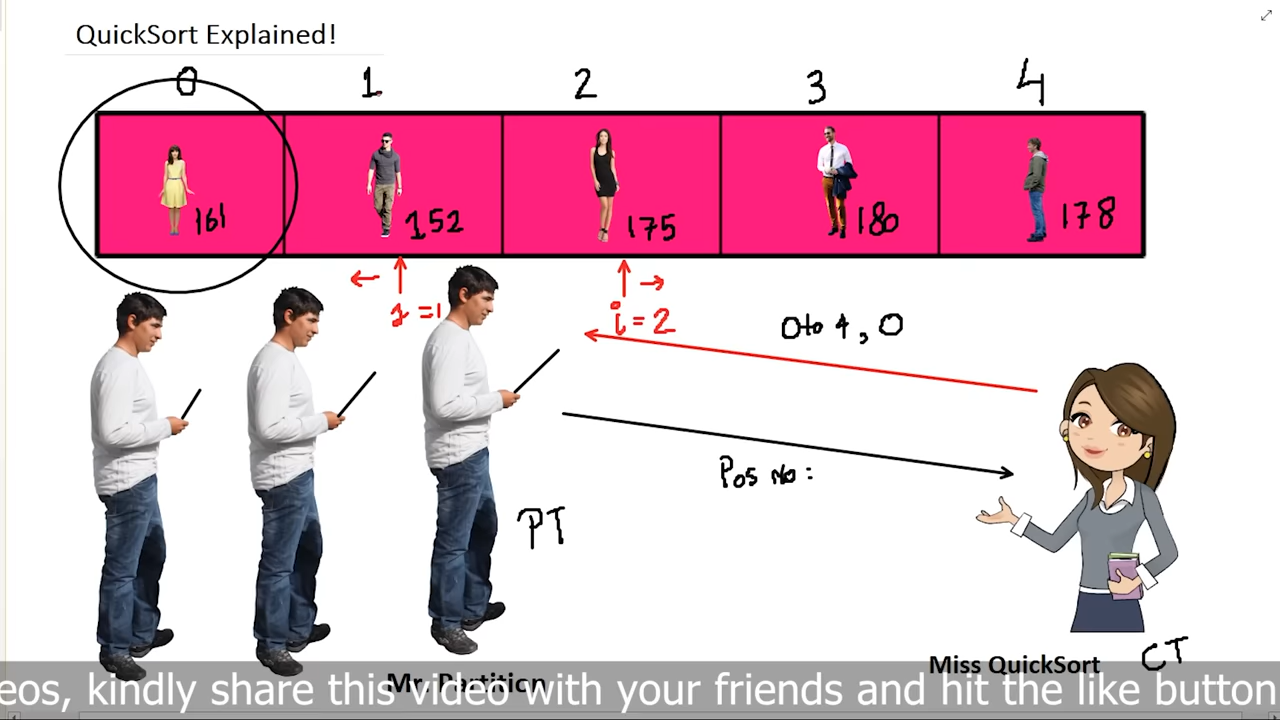 QuickSort Explained!
0 1 2 3 4
161 152 175 180 178
j =1 i = 2
0 to 4, 0
Pos No :
PT
Miss QuickSort CT
Mr. Partition
eos, kindly share this video with your friends and hit the like button